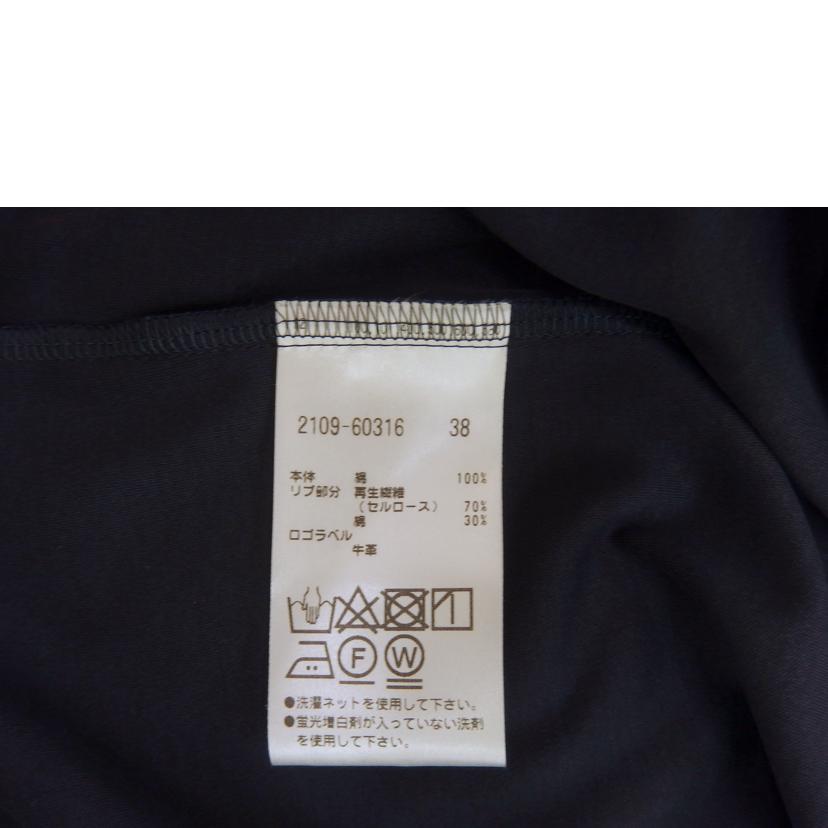 2109-60316 38
本体 綿 100%
リブ部分 再生繊維
(セルロース) 70%
綿 30%
ロゴラベル
牛革
F W
●洗濯ネットを使用して下さい。
●蛍光増白剤が入っていない洗剤
を使用して下さい。